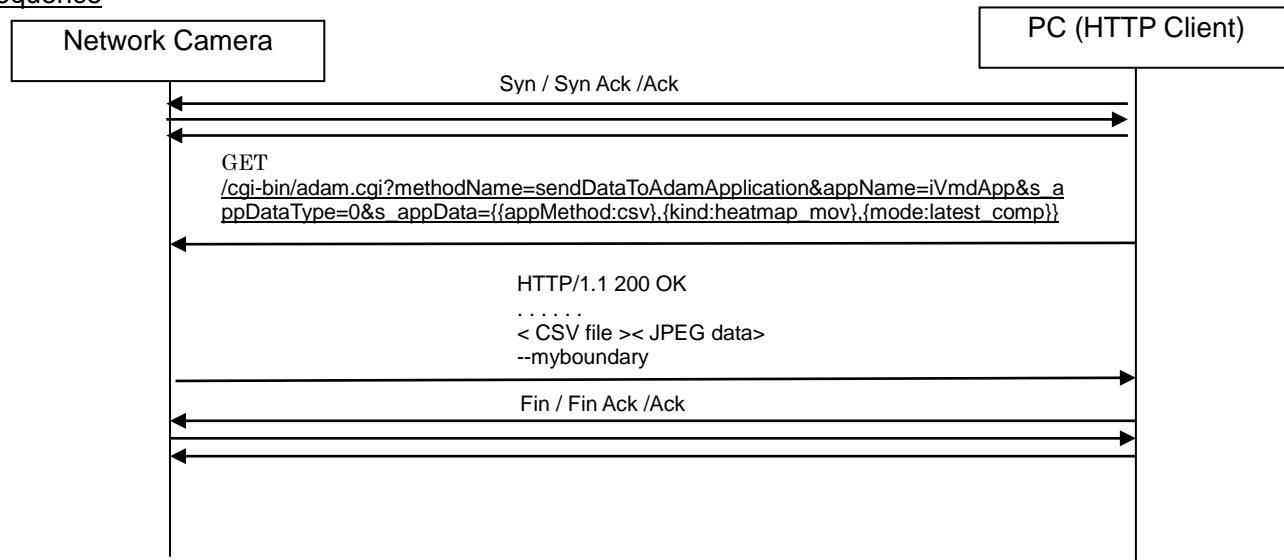 Network Camera
PC (HTTP Client)
Syn / Syn Ack /Ack
GET
/cgi-bin/adam.cgi?methodName=sendDataToAdamApplication&appName=iVmdApp&s_a
ppDataType=0&s_appData={{appMethod:csv},{kind:heatmap_mov},{mode:latest_comp}}
HTTP/1.1 200 OK
. . . . . .
< CSV file >< JPEG data>
--myboundary
Fin / Fin Ack /Ack